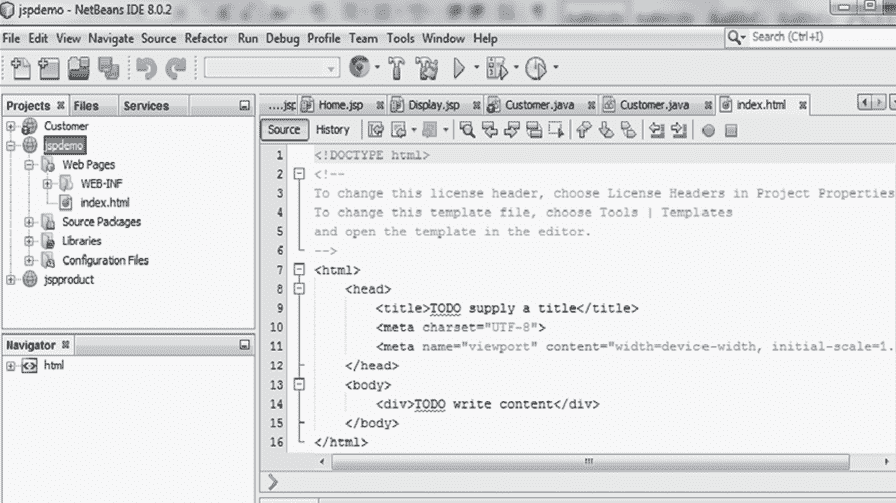 jspdemo - NetBeans IDE 8.0.2
File Edit View Navigate Source Refactor Run Debug Profile Team Tools Window Help
Search (Ctrl+I)
Projects Files Services
....jsp Home.jsp Display.jsp Customer.java Customer.java index.html
Source History
Customer
jspdemo
Web Pages
WEB-INF
index.html
Source Packages
Libraries
Configuration Files
jspproduct
Navigator
html
1 <!DOCTYPE html>
2 <!--
3 To change this license header, choose License Headers in Project Properties
4 To change this template file, choose Tools | Templates
5 and open the template in the editor.
6 -->
7 <html>
8 <head>
9 <title>TODO supply a title</title>
10 <meta charset="UTF-8">
11 <meta name="viewport" content="width=device-width, initial-scale=1.
12 </head>
13 <body>
14 <div>TODO write content</div>
15 </body>
16 </html>